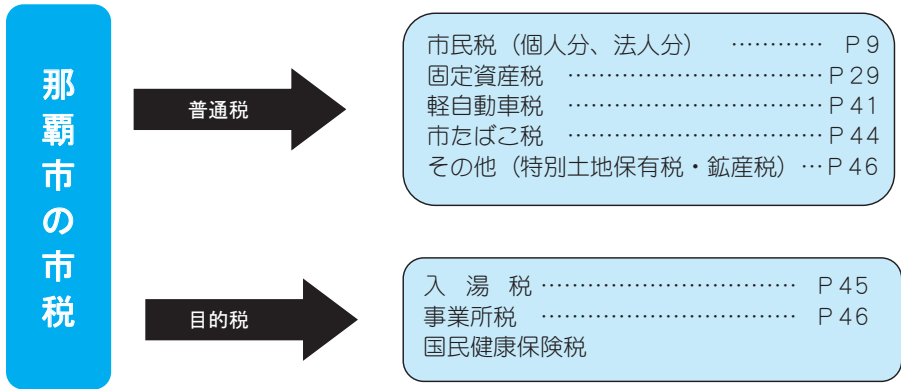 那覇市の市税
普通税
市民税（個人分、法人分） ………… Ｐ９
固定資産税 ……………………………Ｐ29
軽自動車税 ……………………………Ｐ41
市たばこ税 ……………………………Ｐ44
その他（特別土地保有税・鉱産税）…Ｐ46
目的税
入　湯　税 …………………………… Ｐ45
事業所税 …………………………… Ｐ46
国民健康保険税